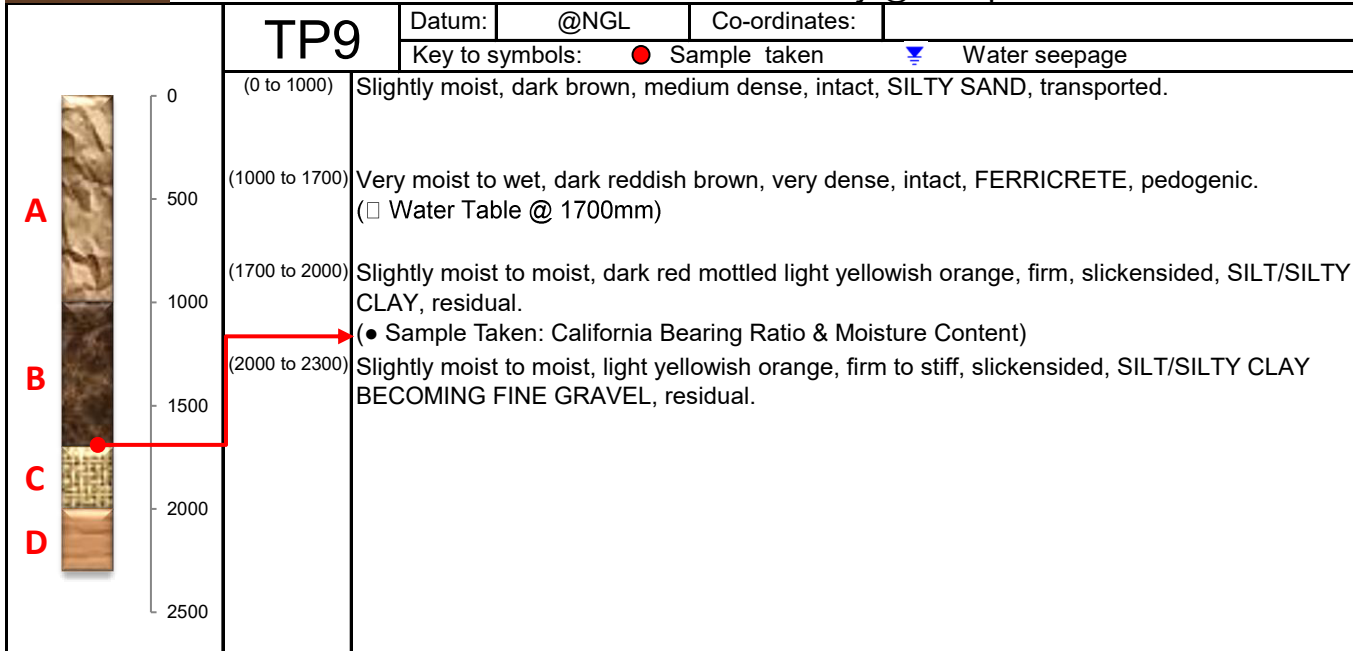 TP9
Datum: @NGL Co-ordinates:
Key to symbols: Sample taken Water seepage
(0 to 1000) Slightly moist, dark brown, medium dense, intact, SILTY SAND, transported.
(1000 to 1700) Very moist to wet, dark reddish brown, very dense, intact, FERRICRETE, pedogenic.
(□ Water Table @ 1700mm)
(1700 to 2000) Slightly moist to moist, dark red mottled light yellowish orange, firm, slickensided, SILT/SILTY
CLAY, residual.
(● Sample Taken: California Bearing Ratio & Moisture Content)
(2000 to 2300) Slightly moist to moist, light yellowish orange, firm to stiff, slickensided, SILT/SILTY CLAY
BECOMING FINE GRAVEL, residual.
A
B
C
D
0
500
1000
1500
2000
2500